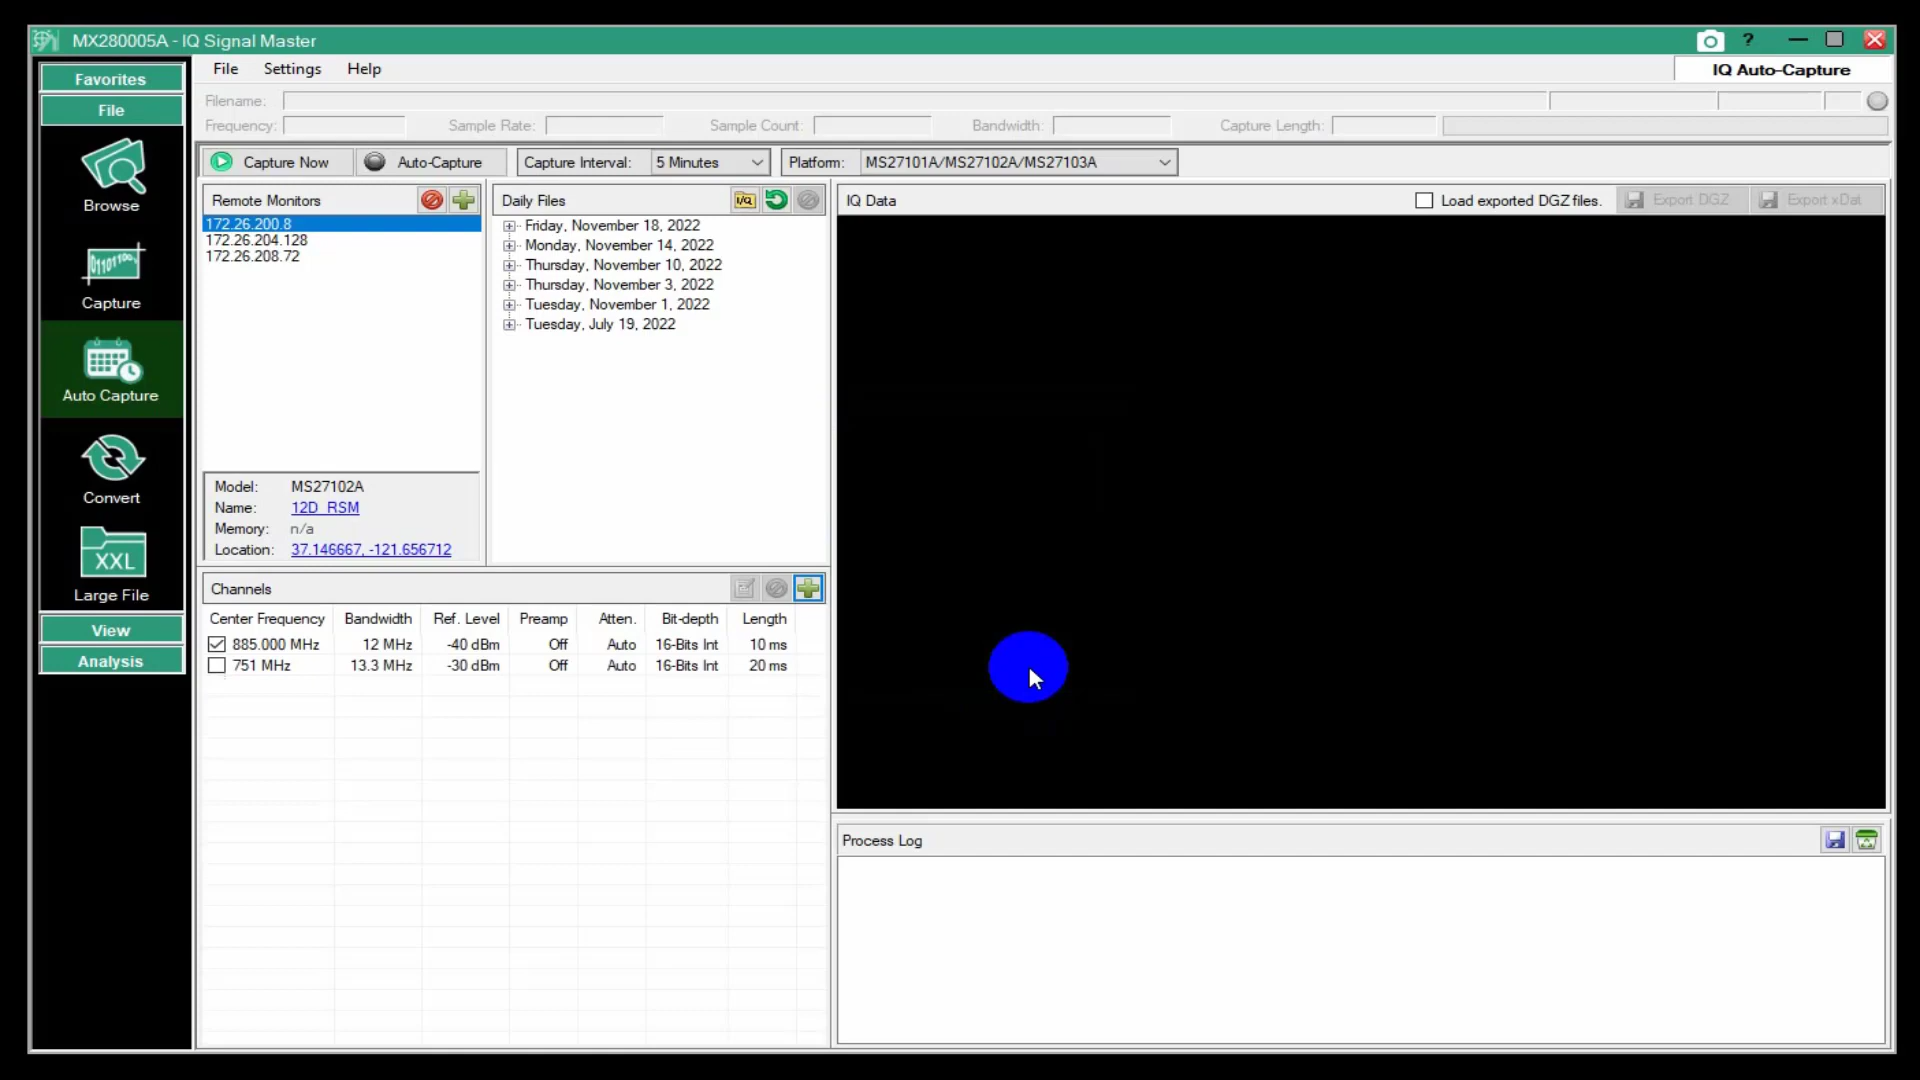 MX280005A - IQ Signal Master
?
Favorites
File
Browse
Capture
Auto Capture
Convert
XXL
Large File
View
Analysis
File Settings Help
IQ Auto-Capture
Filename:
Frequency: Sample Rate: Sample Count: Bandwidth: Capture Length:
Capture Now Auto-Capture Capture Interval: 5 Minutes Platform: MS27101A/MS27102A/MS27103A
Remote Monitors
172.26.200.8
172.26.204.128
172.26.208.72
Model: MS27102A
Name: 12D_RSM
Memory: n/a
Location: 37.146667, -121.656712
Daily Files I/Q
Friday, November 18, 2022
Monday, November 14, 2022
Thursday, November 10, 2022
Thursday, November 3, 2022
Tuesday, November 1, 2022
Tuesday, July 19, 2022
IQ Data Load exported DGZ files. Export DGZ Export xDat
Channels
Center Frequency Bandwidth Ref. Level Preamp Atten. Bit-depth Length
885.000 MHz 12 MHz -40 dBm Off Auto 16-Bits Int 10 ms
751 MHz 13.3 MHz -30 dBm Off Auto 16-Bits Int 20 ms
Process Log